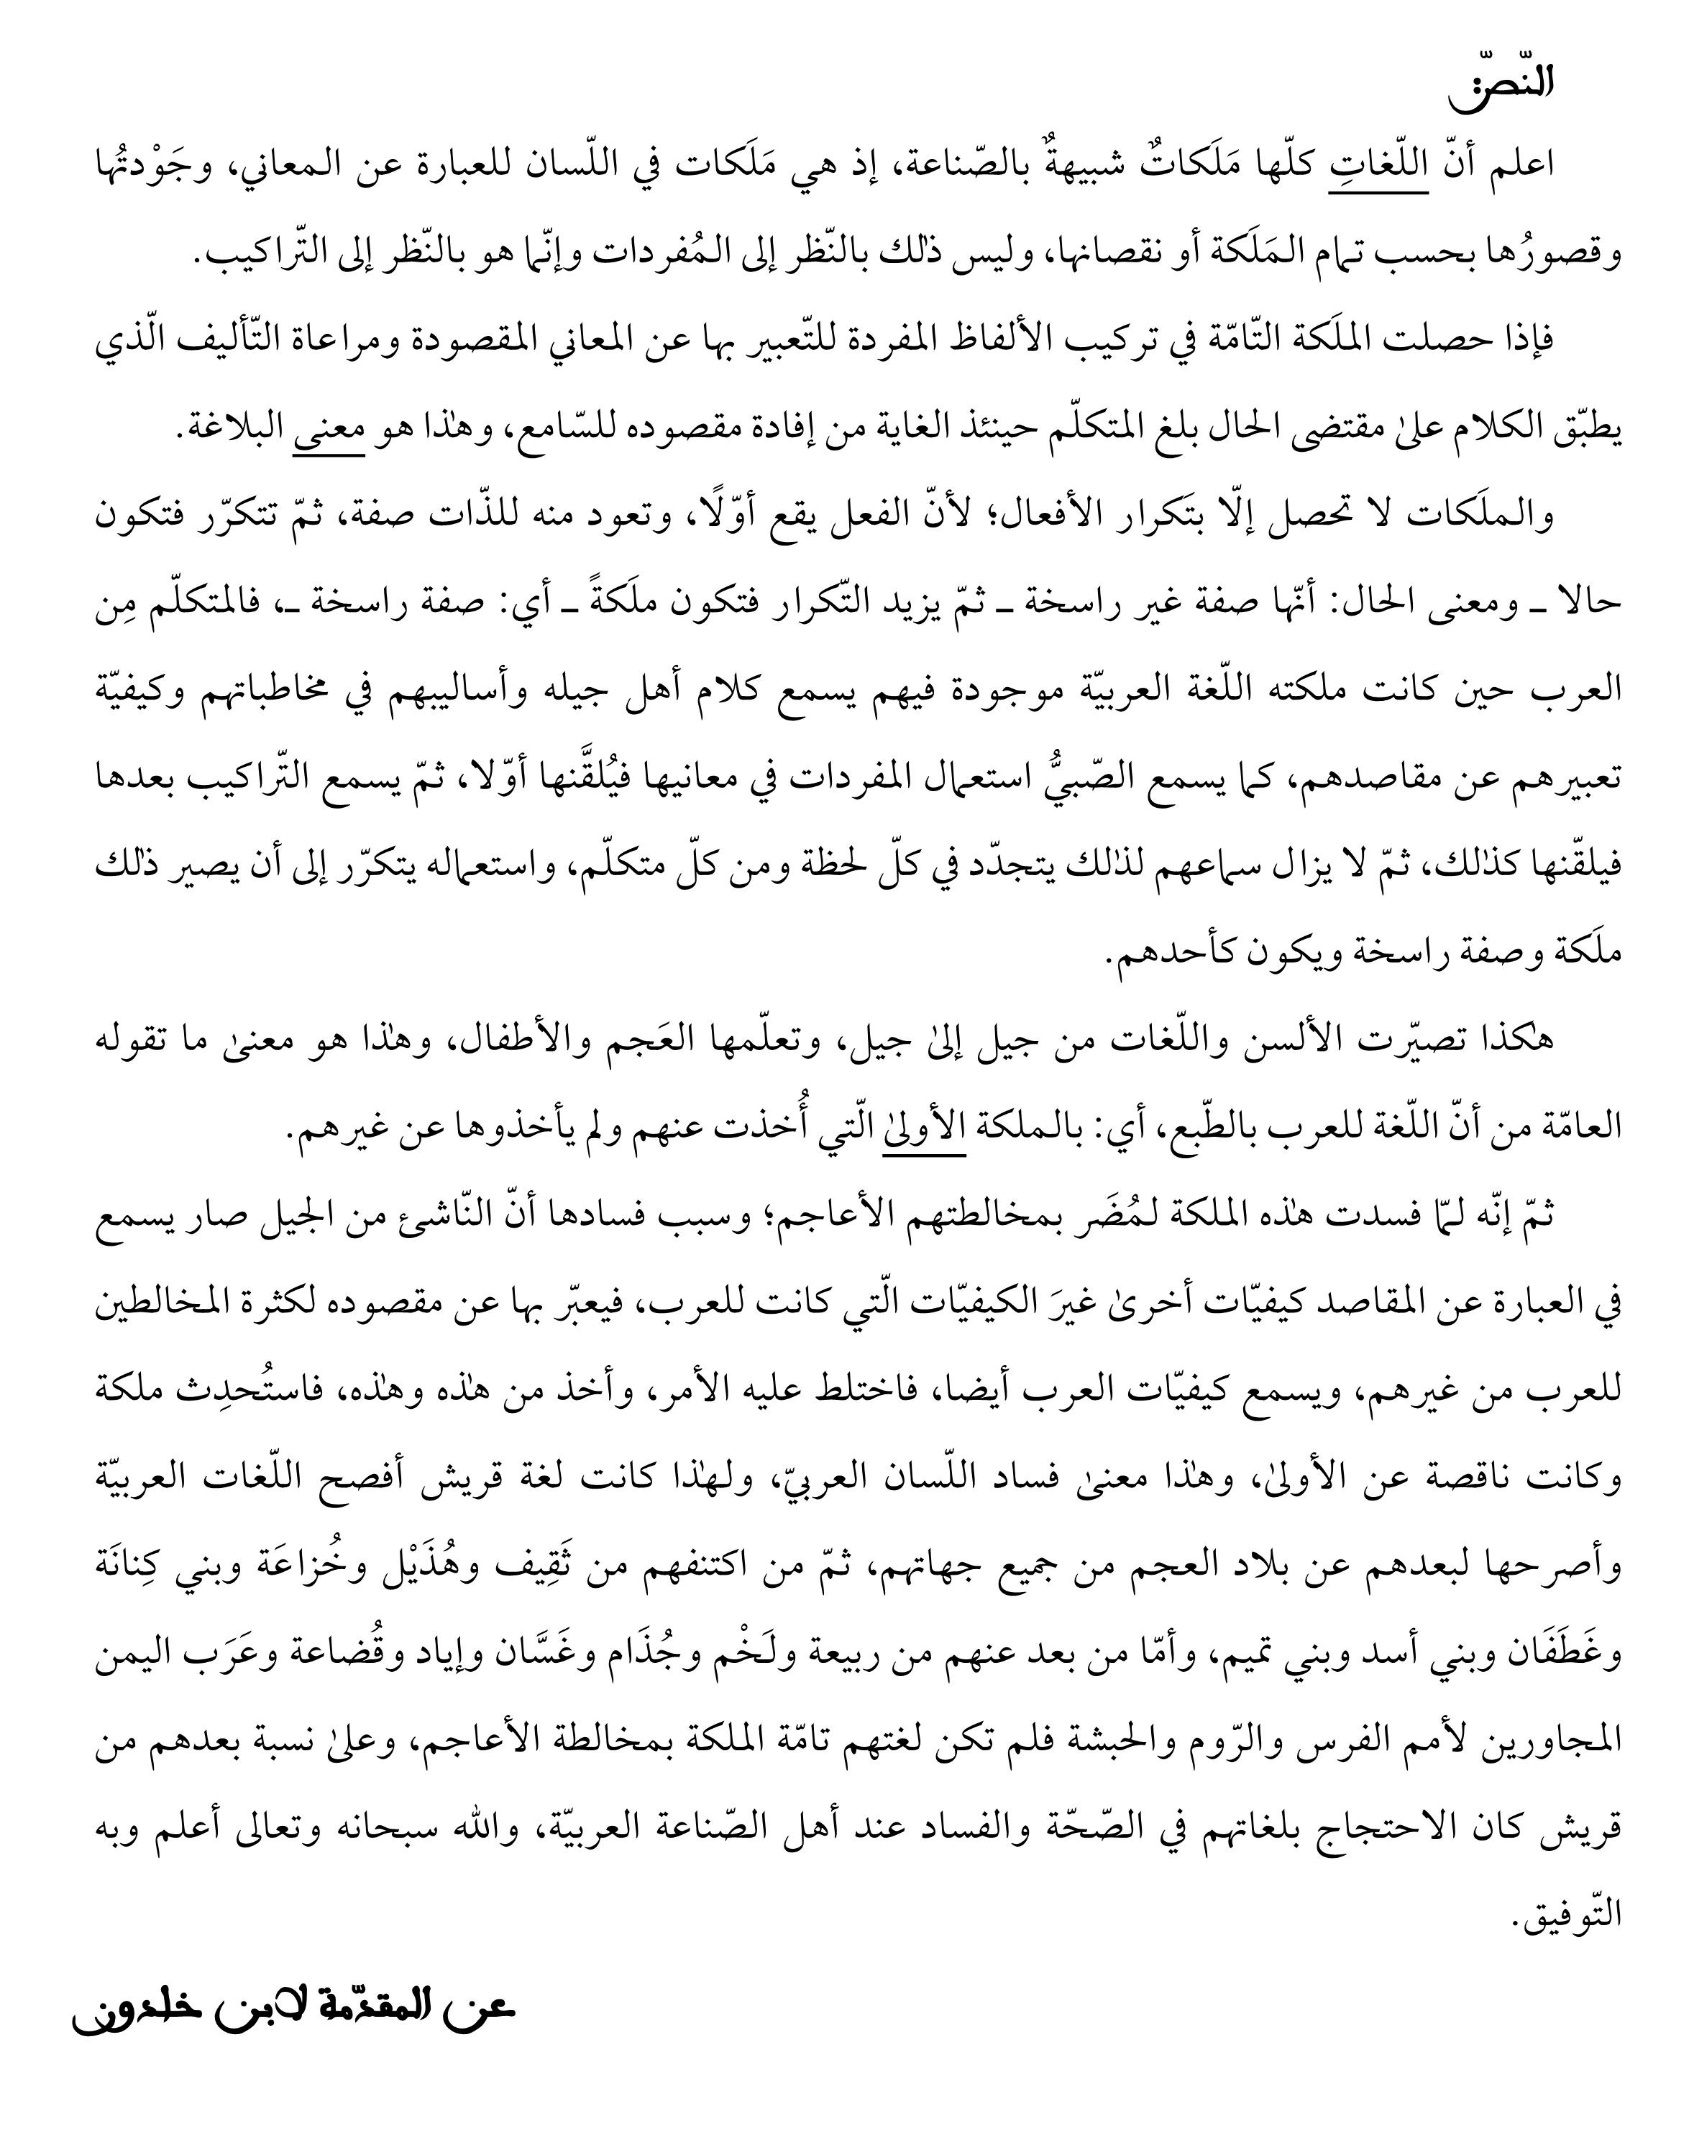 النّصّ:
اعلم أنّ اللّغاتِ كلّها مَلَكاتٌ شبيهةٌ بالصّناعة، إذ هي مَلَكات في اللّسان للعبارة عن المعاني، وجَوْدتُها
وقصورُها بحسب تمام المَلَكة أو نقصانها، وليس ذٰلك بالنّظر إلى المُفردات وإنّما هو بالنّظر إلى التّراكيب.
فإذا حصلت الملَكة التّامّة في تركيب الألفاظ المفردة للتّعبير بها عن المعاني المقصودة ومراعاة التّأليف الّذي
يطبّق الكلام علىٰ مقتضى الحال بلغ المتكلّم حينئذ الغاية من إفادة مقصوده للسّامع، وهٰذا هو معنى البلاغة.
والملَكات لا تحصل إلّا بتَكرار الأفعال؛ لأنّ الفعل يقع أوّلًا، وتعود منه للذّات صفة، ثمّ تتكرّر فتكون
حالا ـ ومعنى الحال: أنّها صفة غير راسخة ـ ثمّ يزيد التّكرار فتكون ملَكةً ـ أي: صفة راسخة ـ، فالمتكلّم مِن
العرب حين كانت ملكته اللّغة العربيّة موجودة فيهم يسمع كلام أهل جيله وأساليبهم في مخاطباتهم وكيفيّة
تعبيرهم عن مقاصدهم، كما يسمع الصّبيُّ استعمال المفردات في معانيها فيُلقَّنها أوّلا، ثمّ يسمع التّراكيب بعدها
فيلقّنها كذٰلك، ثمّ لا يزال سماعهم لذٰلك يتجدّد في كلّ لحظة ومن كلّ متكلّم، واستعماله يتكرّر إلى أن يصير ذٰلك
ملَكة وصفة راسخة ويكون كأحدهم.
هٰكذا تصيّرت الألسن واللّغات من جيل إلىٰ جيل، وتعلّمها العَجم والأطفال، وهٰذا هو معنىٰ ما تقوله
العامّة من أنّ اللّغة للعرب بالطّبع، أي: بالملكة الأولىٰ الّتي أُخذت عنهم ولم يأخذوها عن غيرهم.
ثمّ إنّه لمّا فسدت هٰذه الملكة لمُضَر بمخالطتهم الأعاجم؛ وسبب فسادها أنّ النّاشئ من الجيل صار يسمع
في العبارة عن المقاصد كيفيّات أخرىٰ غيرَ الكيفيّات الّتي كانت للعرب، فيعبّر بها عن مقصوده لكثرة المخالطين
للعرب من غيرهم، ويسمع كيفيّات العرب أيضا، فاختلط عليه الأمر، وأخذ من هٰذه وهٰذه، فاستُحدِث ملكة
وكانت ناقصة عن الأولىٰ، وهٰذا معنىٰ فساد اللّسان العربيّ، ولهٰذا كانت لغة قريش أفصح اللّغات العربيّة
وأصرحها لبعدهم عن بلاد العجم من جميع جهاتهم، ثمّ من اكتنفهم من ثَقِيف وهُذَيْل وخُزاعَة وبني كِنانَة
وغَطَفَان وبني أسد وبني تميم، وأمّا من بعد عنهم من ربيعة ولَخْم وجُذَام وغَسَّان وإياد وقُضاعة وعَرَب اليمن
المجاورين لأمم الفرس والرّوم والحبشة فلم تكن لغتهم تامّة الملكة بمخالطة الأعاجم، وعلىٰ نسبة بعدهم من
قريش كان الاحتجاج بلغاتهم في الصّحّة والفساد عند أهل الصّناعة العربيّة، والله سبحانه وتعالى أعلم وبه
التّوفيق.
عن المقدّمة لابن خلدون